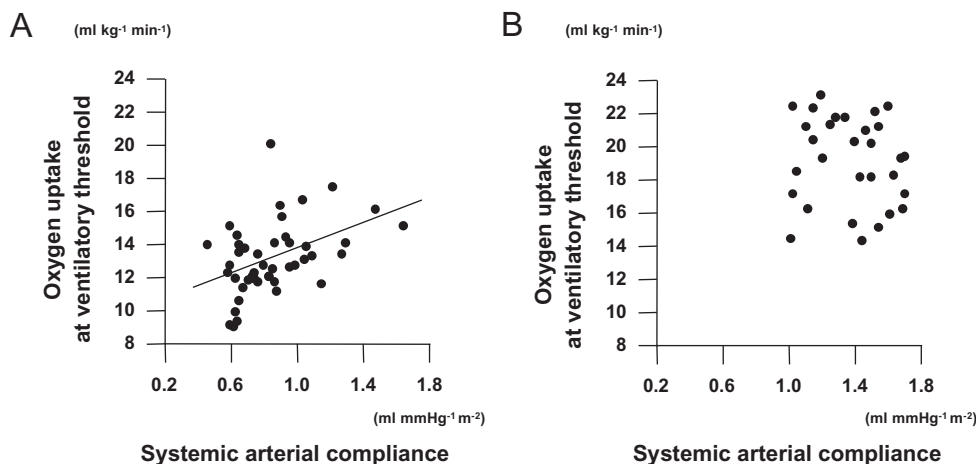 A
(ml kg⁻¹ min⁻¹)
Oxygen uptake
at ventilatory threshold
24
22
20
18
16
14
12
10
8
0.2 0.6 1.0 1.4 1.8
(ml mmHg⁻¹ m⁻²)
Systemic arterial compliance
B
(ml kg⁻¹ min⁻¹)
Oxygen uptake
at ventilatory threshold
24
22
20
18
16
14
12
10
8
0.2 0.6 1.0 1.4 1.8
(ml mmHg⁻¹ m⁻²)
Systemic arterial compliance